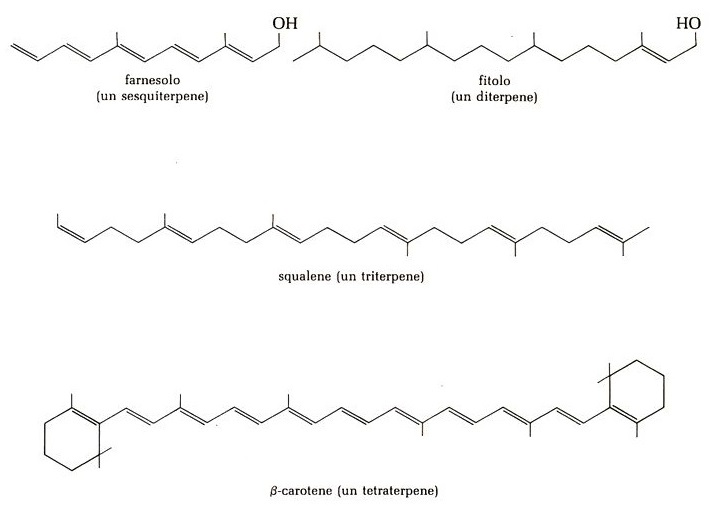 OH
HO
farnesolo
(un sesquiterpene)
fitolo
(un diterpene)
squalene (un triterpene)
β-carotene (un tetraterpene)